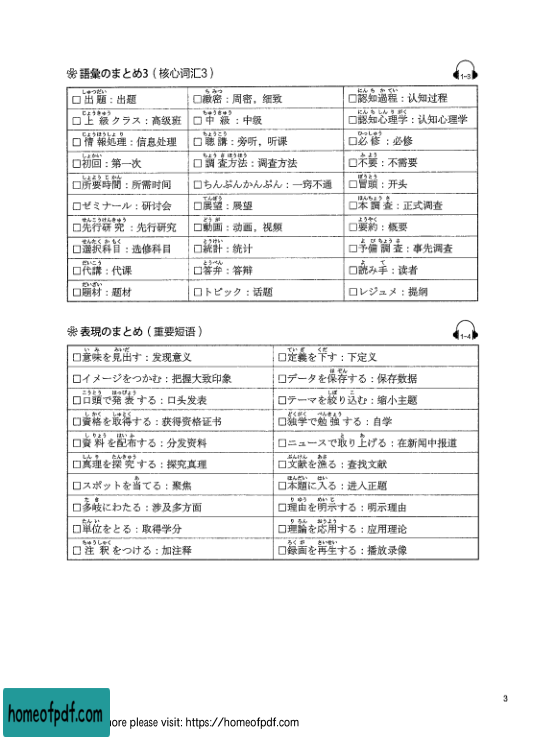 ❀ 語彙のまとめ3（核心词汇3） 1-3
□出題：出题 □緻密：周密，细致 □認知過程：认知过程
□上級クラス：高级班 □中級：中级 □認知心理学：认知心理学
□情報処理：信息处理 □聴講：旁听，听课 □必修：必修
□初回：第一次 □調査方法：调查方法 □不要：不需要
□所要時間：所需时间 □ちんぷんかんぷん：一窍不通 □冒頭：开头
□ゼミナール：研讨会 □展望：展望 □本調査：正式调查
□先行研究：先行研究 □動画：动画，视频 □要約：概要
□選択科目：选修科目 □統計：统计 □予備調査：事先调查
□代講：代课 □答弁：答辩 □読み手：读者
□題材：题材 □トピック：话题 □レジュメ：提纲
❀ 表現のまとめ（重要短语） 1-4
□意味を見出す：发现意义 □定義を下す：下定义
□イメージをつかむ：把握大致印象 □データを保存する：保存数据
□口頭で発表する：口头发表 □テーマを絞り込む：缩小主题
□資格を取得する：获得资格证书 □独学で勉強する：自学
□資料を配布する：分发资料 □ニュースで取り上げる：在新闻中报道
□真理を探究する：探究真理 □文献を漁る：查找文献
□スポットを当てる：聚焦 □本題に入る：进入正题
□多岐にわたる：涉及多方面 □理由を明示する：明示理由
□単位をとる：取得学分 □理論を応用する：应用理论
□注釈をつける：加注释 □録画を再生する：播放录像
3
homeofpdf.com
ore please visit: https://homeofpdf.com